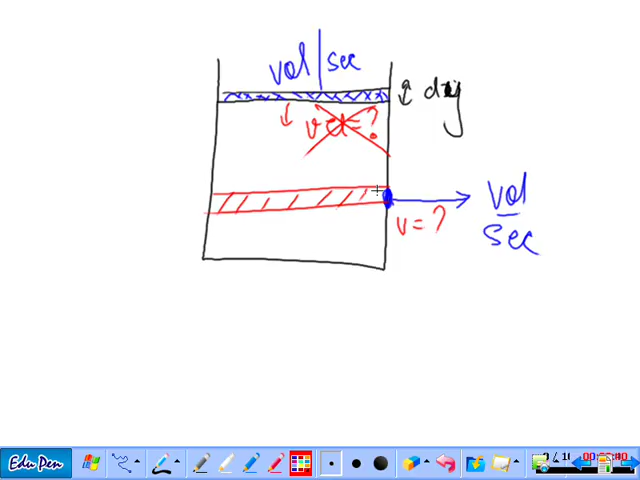 vol/sec
dy
v = ?
vol
sec
Edu Pen